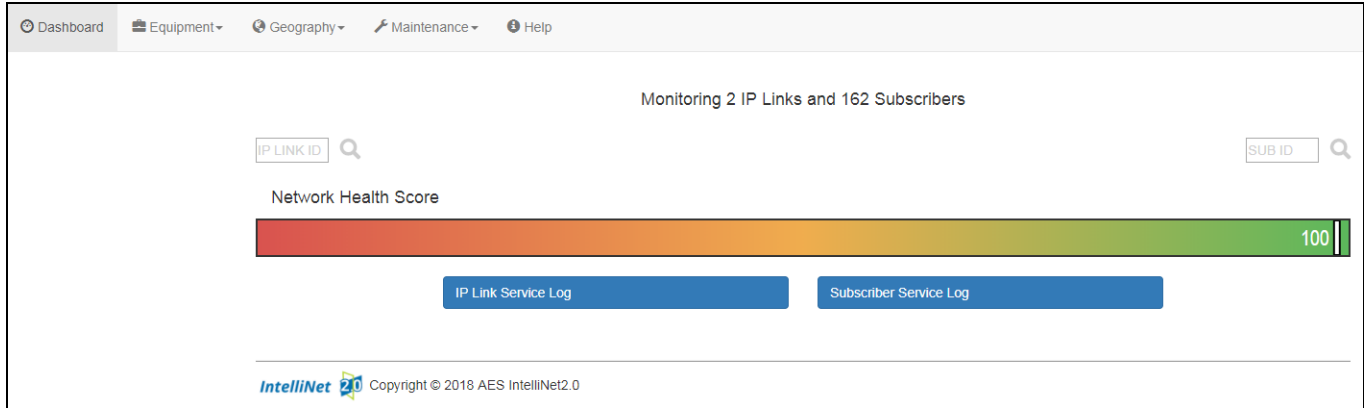 Dashboard Equipment Geography Maintenance Help
Monitoring 2 IP Links and 162 Subscribers
IP LINK ID SUB ID
Network Health Score
100
IP Link Service Log Subscriber Service Log
IntelliNet 2.0 Copyright © 2018 AES IntelliNet2.0